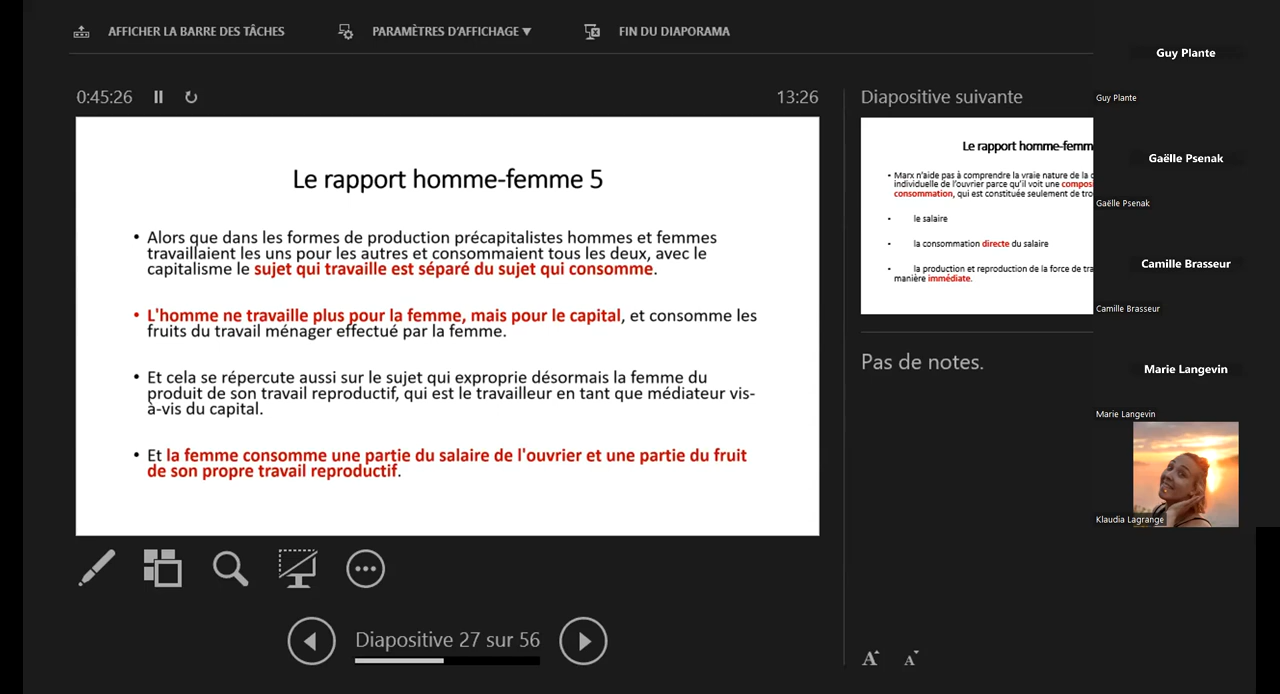 AFFICHER LA BARRE DES TÂCHES
PARAMÈTRES D'AFFICHAGE ▼
FIN DU DIAPORAMA
0:45:26
13:26
Le rapport homme-femme 5
• Alors que dans les formes de production précapitalistes hommes et femmes
travaillaient les uns pour les autres et consommaient tous les deux, avec le
capitalisme le sujet qui travaille est séparé du sujet qui consomme.
• L'homme ne travaille plus pour la femme, mais pour le capital, et consomme les
fruits du travail ménager effectué par la femme.
• Et cela se répercute aussi sur le sujet qui exproprie désormais la femme du
produit de son travail reproductif, qui est le travailleur en tant que médiateur vis-
à-vis du capital.
• Et la femme consomme une partie du salaire de l'ouvrier et une partie du fruit
de son propre travail reproductif.
Diapositive 27 sur 56
Diapositive suivante
Le rapport homme-femm
• Marx n'aide pas à comprendre la vraie nature de la
individuelle de l'ouvrier parce qu'il voit une
consommation, qui est constituée seulement de
• le salaire
• la consommation directe du salaire
• la production et reproduction de la force de
manière immédiate.
Pas de notes.
A A
Guy Plante
Guy Plante
Gaëlle Psenak
Gaëlle Psenak
Camille Brasseur
Camille Brasseur
Marie Langevin
Marie Langevin
Klaudia Lagrange